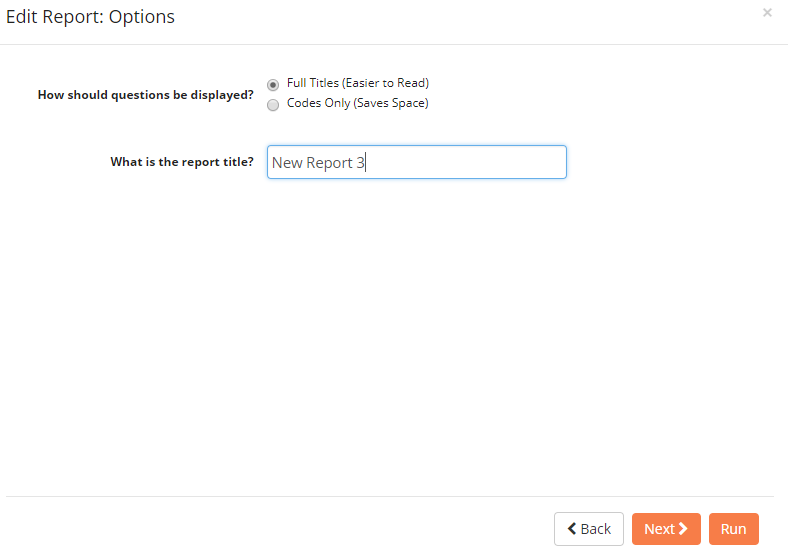 Edit Report: Options
×
How should questions be displayed?
Full Titles (Easier to Read)
Codes Only (Saves Space)
What is the report title?
New Report 3
Back
Next
Run